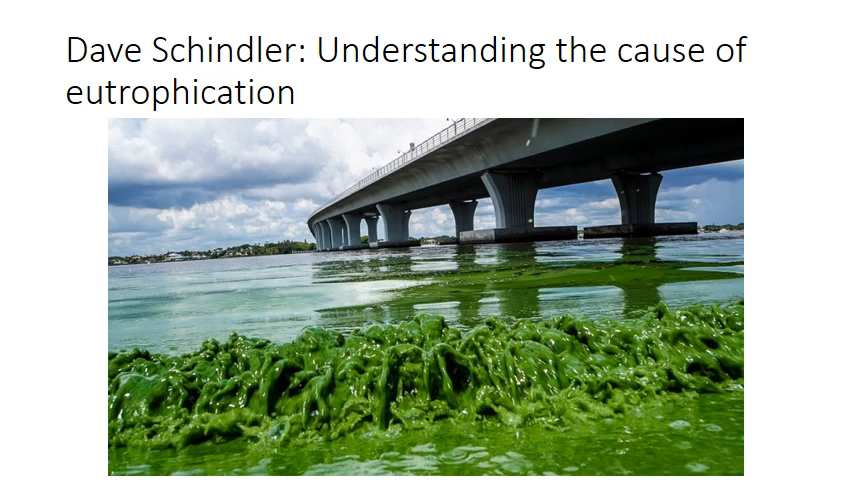 Dave Schindler: Understanding the cause of
eutrophication